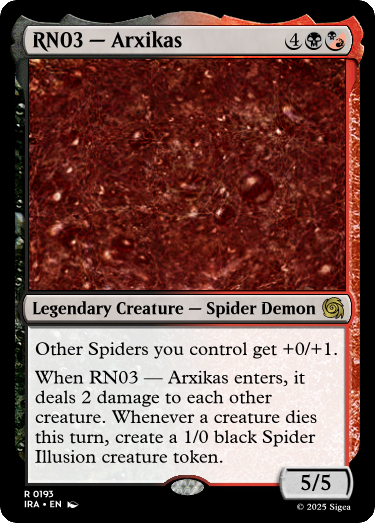 RN03 — Arxikas 4
Legendary Creature — Spider Demon
Other Spiders you control get +0/+1.
When RN03 — Arxikas enters, it
deals 2 damage to each other
creature. Whenever a creature dies
this turn, create a 1/0 black Spider
Illusion creature token.
5/5
R 0193
IRA • EN
© 2025 Sigea